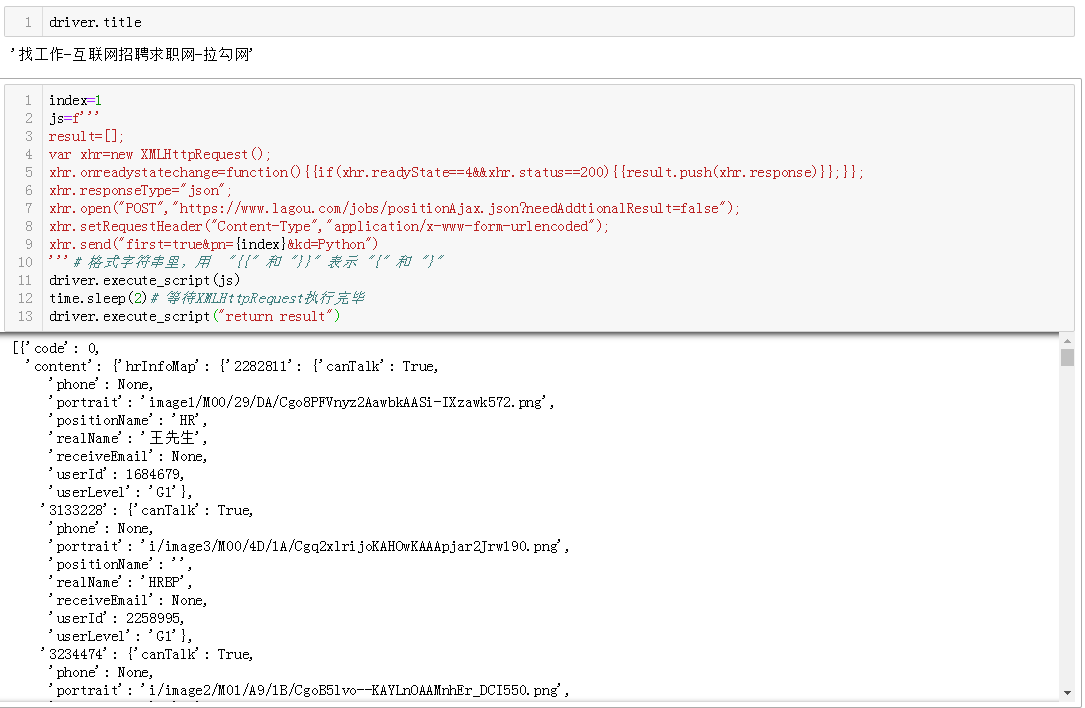 1 driver.title
'找工作-互联网招聘求职网-拉勾网'
1 index=1
2 js=f'''
3 result=[];
4 var xhr=new XMLHttpRequest();
5 xhr.onreadystatechange=function(){{if(xhr.readyState==4&&xhr.status==200){{result.push(xhr.response)}};}};
6 xhr.responseType="json";
7 xhr.open("POST","https://www.lagou.com/jobs/positionAjax.json?needAddtionalResult=false");
8 xhr.setRequestHeader("Content-Type","application/x-www-form-urlencoded");
9 xhr.send("first=true&pn={index}&kd=Python")
10 '''# 格式字符串里，用 "{{" 和 "}}" 表示 "{" 和 "}"
11 driver.execute_script(js)
12 time.sleep(2)# 等待XMLHttpRequest执行完毕
13 driver.execute_script("return result")
[{'code': 0,
'content': {'hrInfoMap': {'2282811': {'canTalk': True,
'phone': None,
'portrait': 'image1/M00/29/DA/Cgo8PFVnyz2AawbkAASi-IXzawk572.png',
'positionName': 'HR',
'realName': '王先生',
'receiveEmail': None,
'userId': 1684679,
'userLevel': 'G1'},
'3133228': {'canTalk': True,
'phone': None,
'portrait': 'i/image3/M00/4D/1A/Cgq2xlrijoKAHOwKAAApjar2Jrw190.png',
'positionName': '',
'realName': 'HRBP',
'receiveEmail': None,
'userId': 2258995,
'userLevel': 'G1'},
'3234474': {'canTalk': True,
'phone': None,
'portrait': 'i/image2/M01/A9/1B/CgoB5lvo--KAYLnOAAMnhEr_DCI550.png',